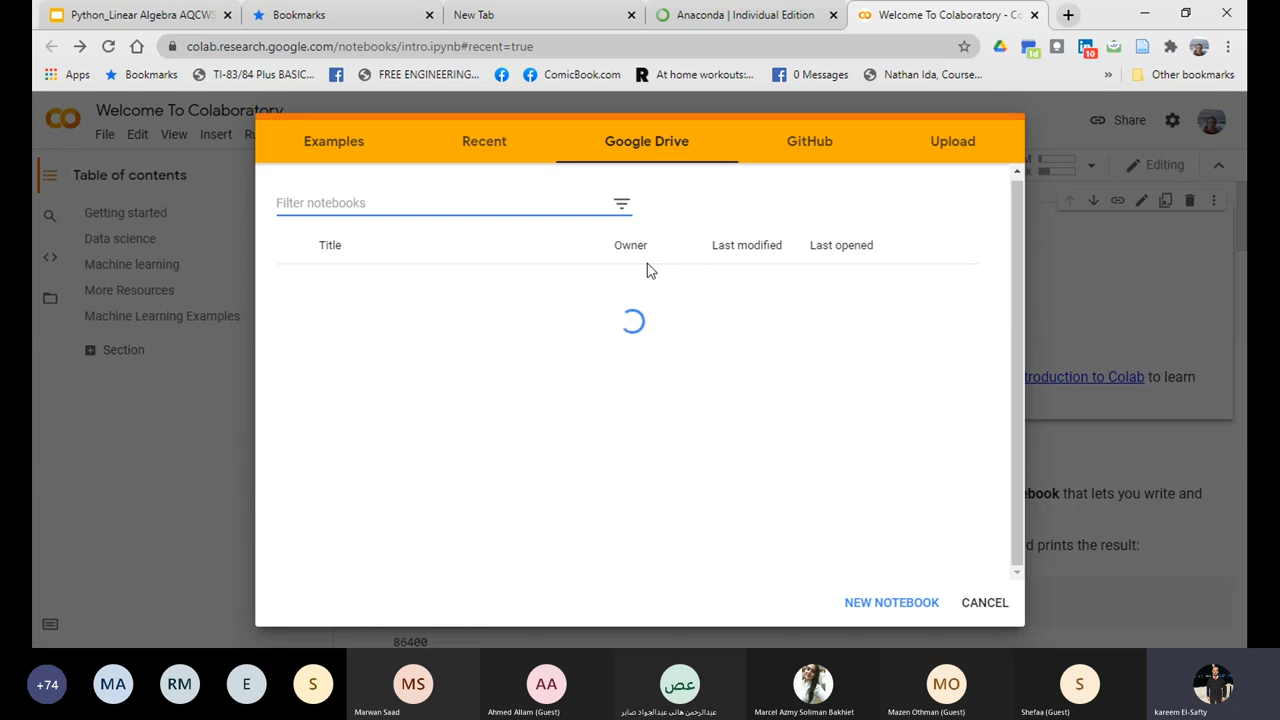 Python_Linear Algebra AQCWS
Bookmarks
New Tab
Anaconda | Individual Edition
Welcome To Colaboratory - Co
colab.research.google.com/notebooks/intro.ipynb#recent=true
1d
10
Apps
Bookmarks
TI-83/84 Plus BASIC...
FREE ENGINEERING...
ComicBook.com
At home workouts:...
0 Messages
Nathan Ida, Course...
Other bookmarks
Welcome To Colaboratory
File Edit View Insert
Share
Editing
Examples
Recent
Google Drive
GitHub
Upload
Table of contents
Getting started
Data science
Machine learning
More Resources
Machine Learning Examples
Section
Filter notebooks
Title
Owner
Last modified
Last opened
troduction to Colab to learn
ebook that lets you write and
d prints the result:
NEW NOTEBOOK
CANCEL
86400
+74
MA
RM
E
S
MS
Marwan Saad
AA
Ahmed Allam (Guest)
عص
عبدالرحمن هانى عبدالجواد صابر
Marcel Azmy Soliman Bakhiet
MO
Mazen Othman (Guest)
S
Shefaa (Guest)
kareem El-Safty